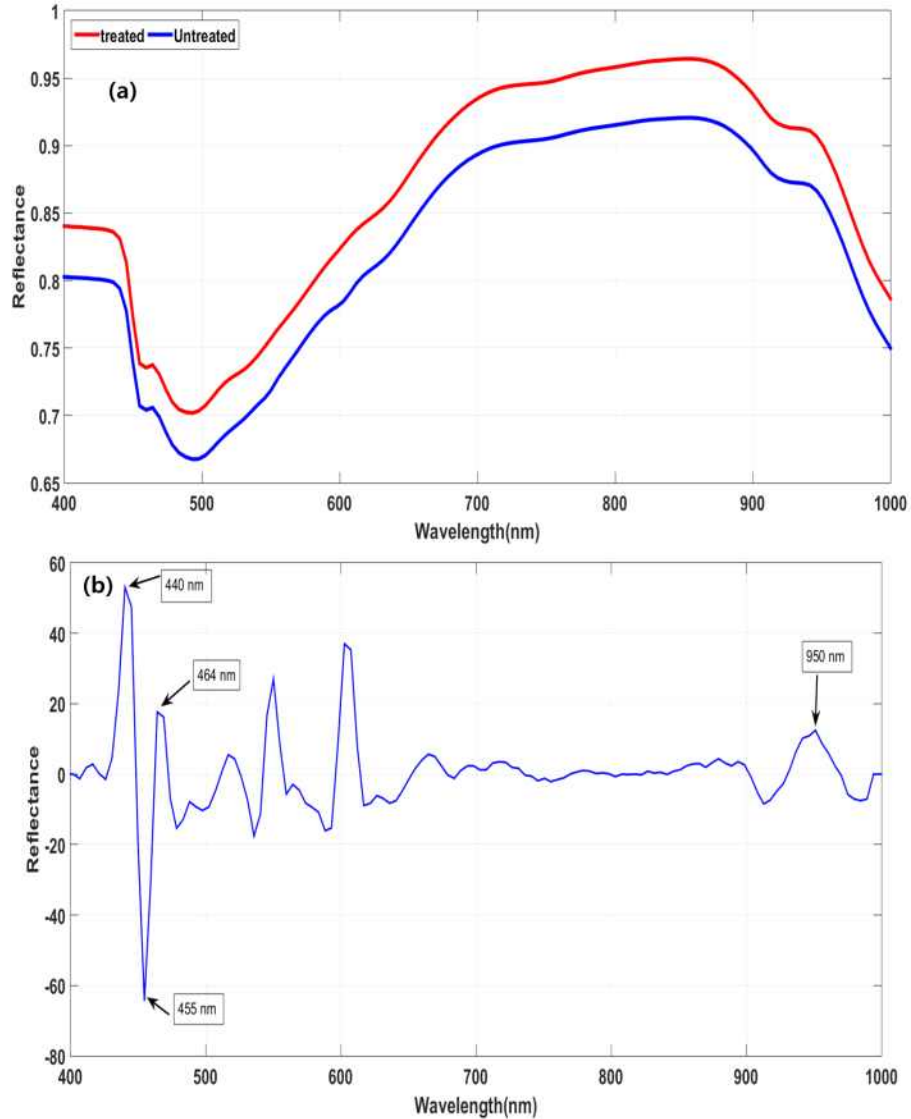 1
treated Untreated
(a)
0.95
0.9
0.85
0.8
0.75
0.7
0.65
Reflectance
400 500 600 700 800 900 1000
Wavelength(nm)
60
(b)
440 nm
40
464 nm
950 nm
20
0
-20
-40
-60
455 nm
-80
Reflectance
400 500 600 700 800 900 1000
Wavelength(nm)